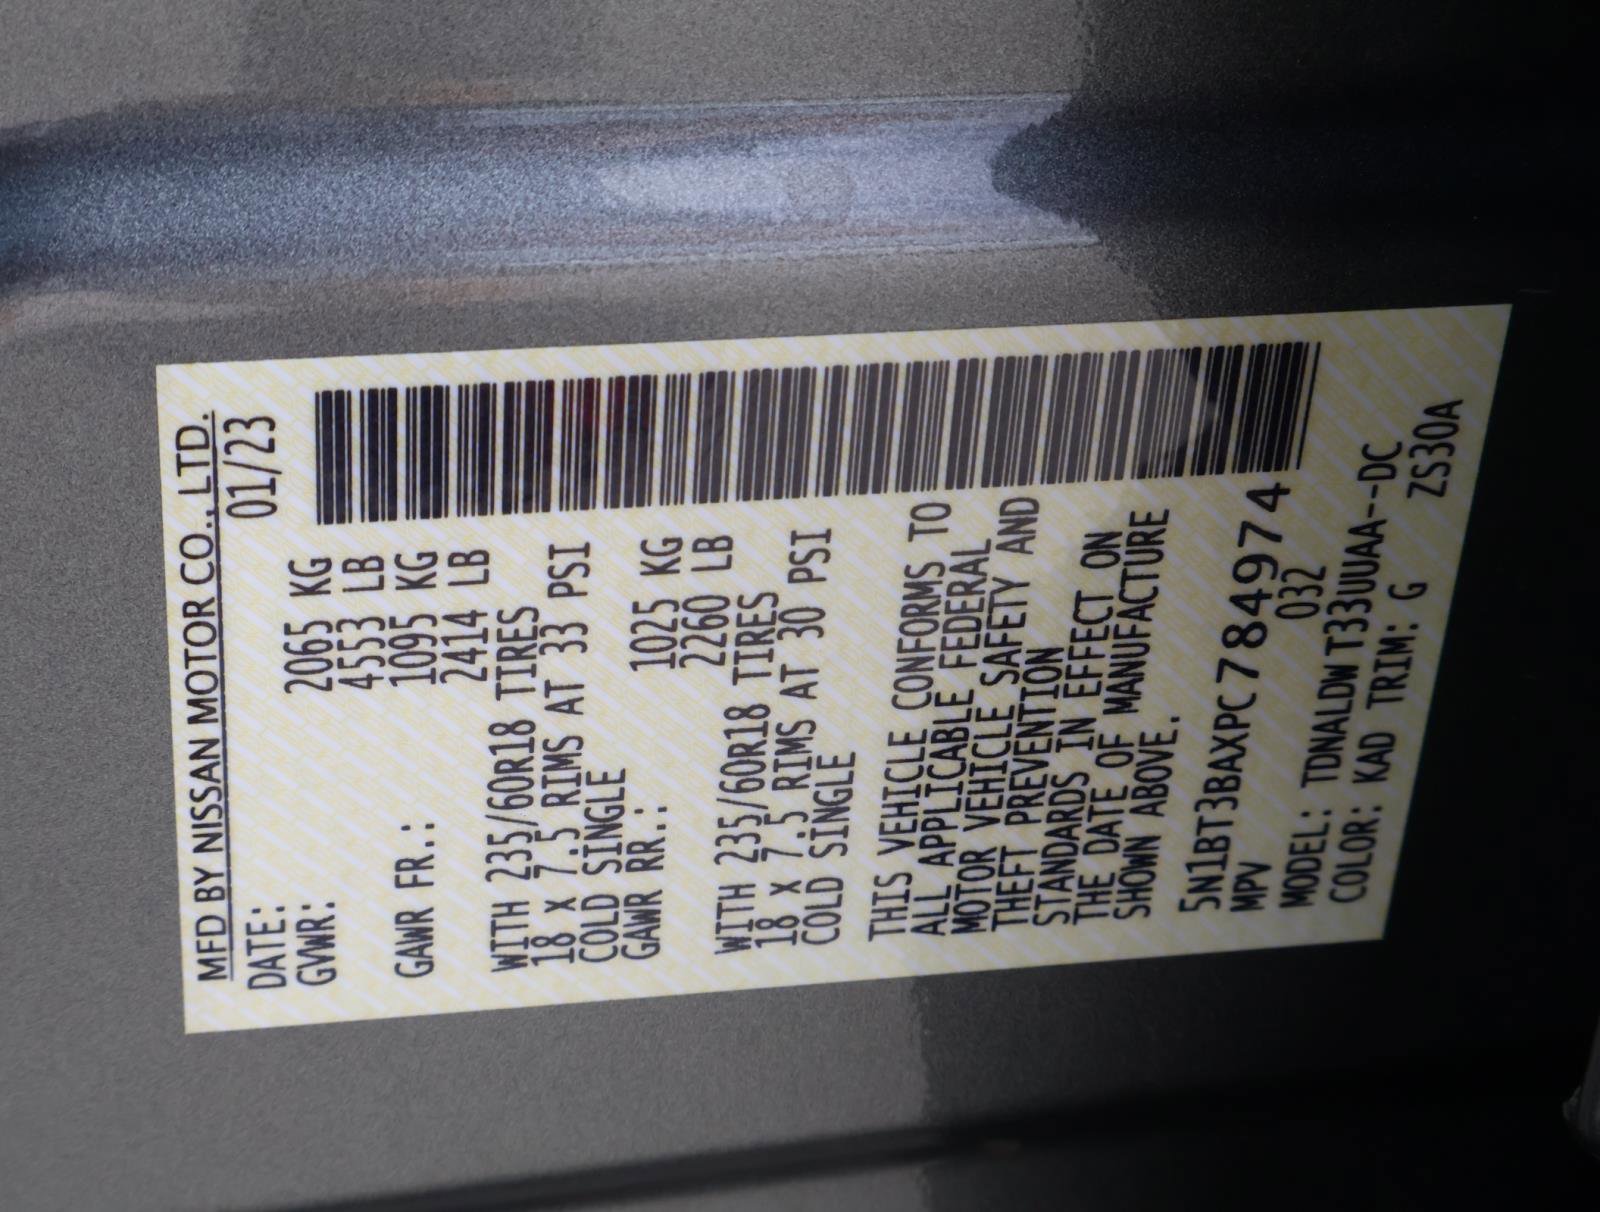 MFD BY NISSAN MOTOR CO., LTD.
DATE: 01/23
GVWR: 2065 KG
4553 LB
GAWR FR.: 1095 KG
2414 LB
WITH 235/60R18 TIRES
18 X 7.5 RIMS AT 33 PSI
COLD SINGLE
GAWR RR.: 1025 KG
2260 LB
WITH 235/60R18 TIRES
18 X 7.5 RIMS AT 30 PSI
COLD SINGLE
THIS VEHICLE CONFORMS TO
ALL APPLICABLE FEDERAL
MOTOR VEHICLE SAFETY AND
THEFT PREVENTION
STANDARDS IN EFFECT ON
THE DATE OF MANUFACTURE
SHOWN ABOVE.
5N1BT3BAXPC784974
MPV 032
MODEL: TDNALDWT33UUAA--DC
COLOR: KAD TRIM: G ZS30A